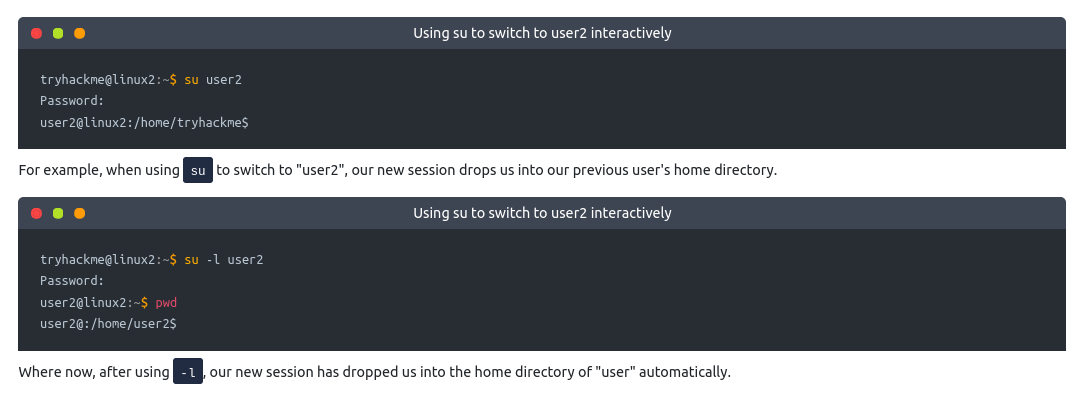 Using su to switch to user2 interactively
tryhackme@linux2:~$ su user2
Password:
user2@linux2:/home/tryhackme$
For example, when using su to switch to "user2", our new session drops us into our previous user's home directory.
Using su to switch to user2 interactively
tryhackme@linux2:~$ su -l user2
Password:
user2@linux2:~$ pwd
user2@:/home/user2$
Where now, after using -l, our new session has dropped us into the home directory of "user" automatically.